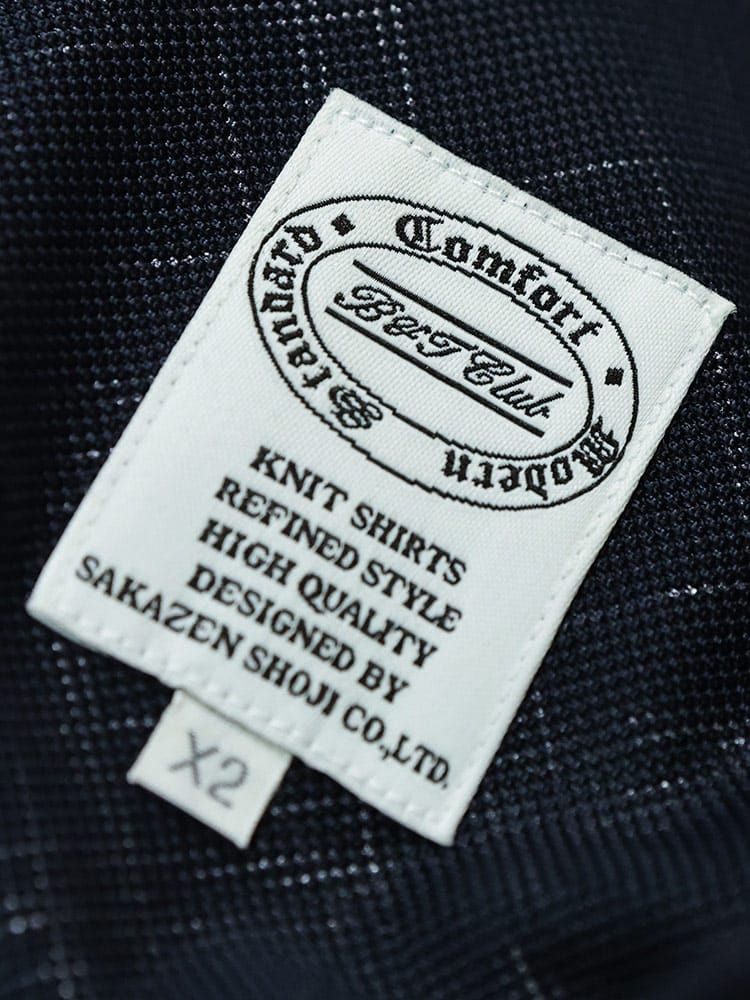 Standard Comfort Modern
B&T Club
KNIT SHIRTS
REFINED STYLE
HIGH QUALITY
DESIGNED BY
SAKAZEN SHOJI CO.,LTD.
X2